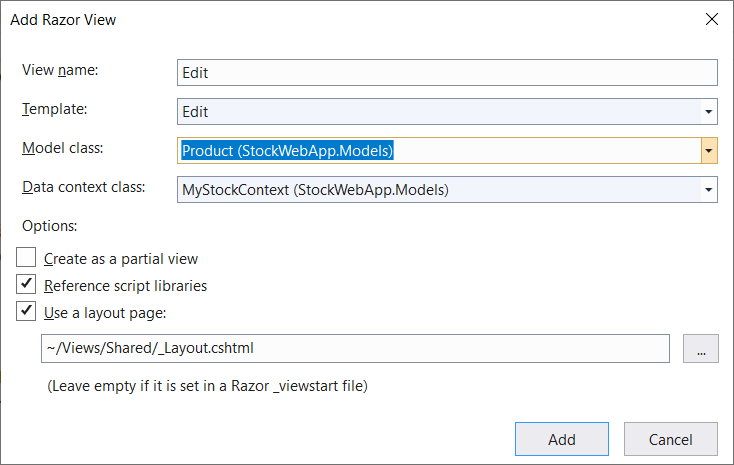 Add Razor View
View name: Edit
Template: Edit
Model class: Product (StockWebApp.Models)
Data context class: MyStockContext (StockWebApp.Models)
Options:
Create as a partial view
Reference script libraries
Use a layout page:
~/Views/Shared/_Layout.cshtml ...
(Leave empty if it is set in a Razor _viewstart file)
Add Cancel